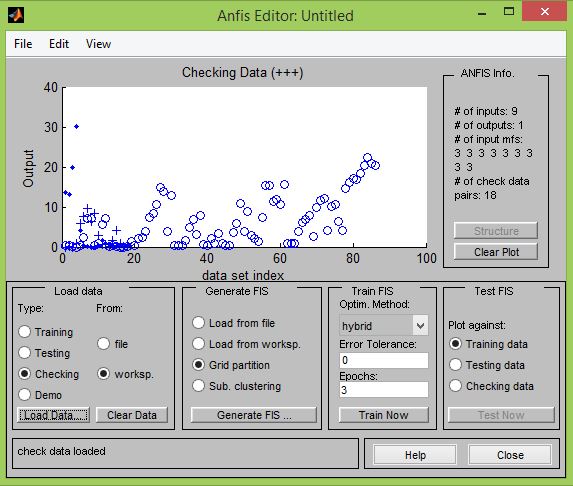 Anfis Editor: Untitled
File Edit View
Checking Data (+++)
40
30
20
10
0
Output
0 20 40 60 80 100
data set index
ANFIS Info.
# of inputs: 9
# of outputs: 1
# of input mfs:
3 3 3 3 3 3 3
3 3
# of check data
pairs: 18
Structure
Clear Plot
Load data
Type:
From:
Training
Testing
Checking
Demo
file
worksp.
Load Data...
Clear Data
Generate FIS
Load from file
Load from worksp.
Grid partition
Sub. clustering
Generate FIS ...
Train FIS
Optim. Method:
hybrid
Error Tolerance:
0
Epochs:
3
Train Now
Test FIS
Plot against:
Training data
Testing data
Checking data
Test Now
check data loaded
Help
Close